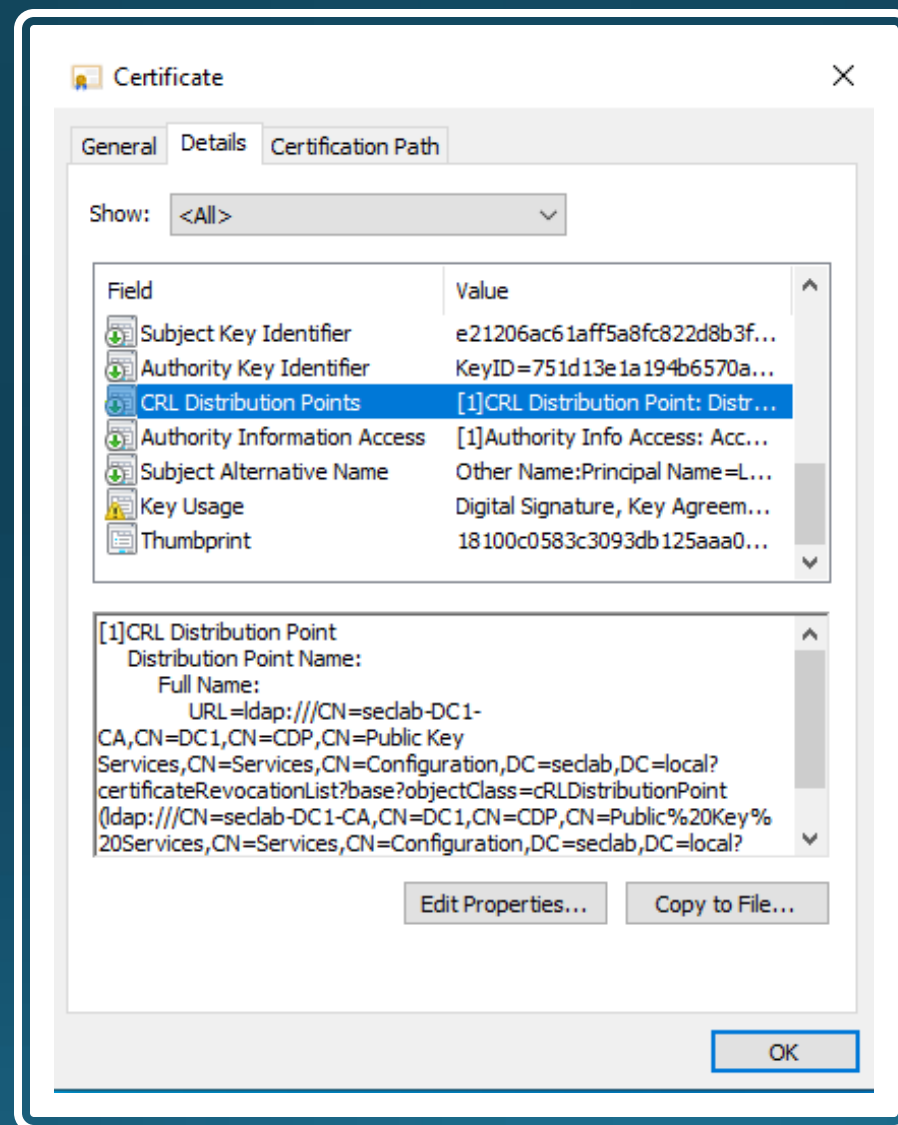 Certificate
General Details Certification Path
Show: <All>
Field Value
Subject Key Identifier e21206ac61aff5a8fc822d8b3f...
Authority Key Identifier KeyID=751d13e1a194b6570a...
CRL Distribution Points [1]CRL Distribution Point: Distr...
Authority Information Access [1]Authority Info Access: Acc...
Subject Alternative Name Other Name:Principal Name=L...
Key Usage Digital Signature, Key Agreem...
Thumbprint 18100c0583c3093db125aaa0...
[1]CRL Distribution Point
Distribution Point Name:
Full Name:
URL=ldap:///CN=seclab-DC1-
CA,CN=DC1,CN=CDP,CN=Public Key
Services,CN=Services,CN=Configuration,DC=seclab,DC=local?
certificateRevocationList?base?objectClass=cRLDistributionPoint
(ldap:///CN=seclab-DC1-CA,CN=DC1,CN=CDP,CN=Public%20Key%
20Services,CN=Services,CN=Configuration,DC=seclab,DC=local?
Edit Properties... Copy to File...
OK